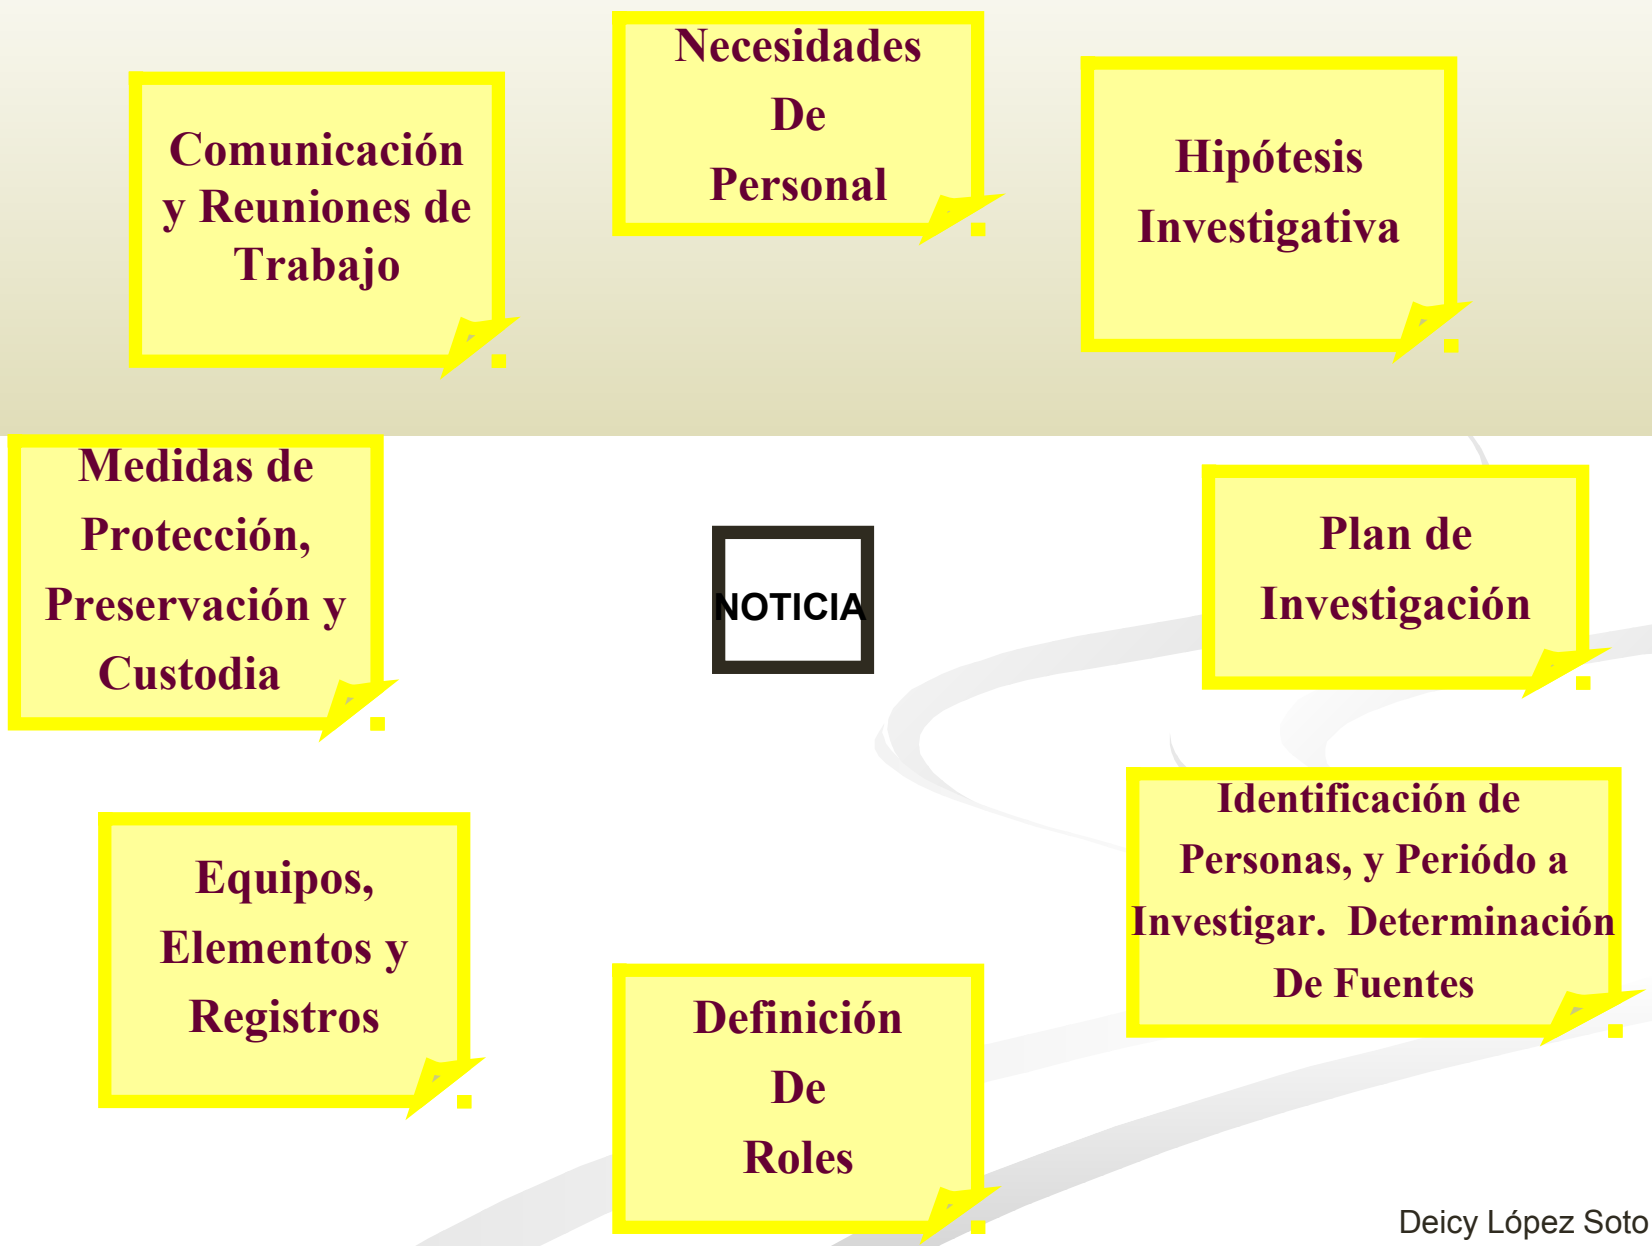 Necesidades
De
Personal
Comunicación
y Reuniones de
Trabajo
Hipótesis
Investigativa
Medidas de
Protección,
Preservación y
Custodia
NOTICIA
Plan de
Investigación
Identificación de
Personas, y Periódo a
Investigar.  Determinación
De Fuentes
Equipos,
Elementos y
Registros
Definición
De
Roles
Deicy López Soto